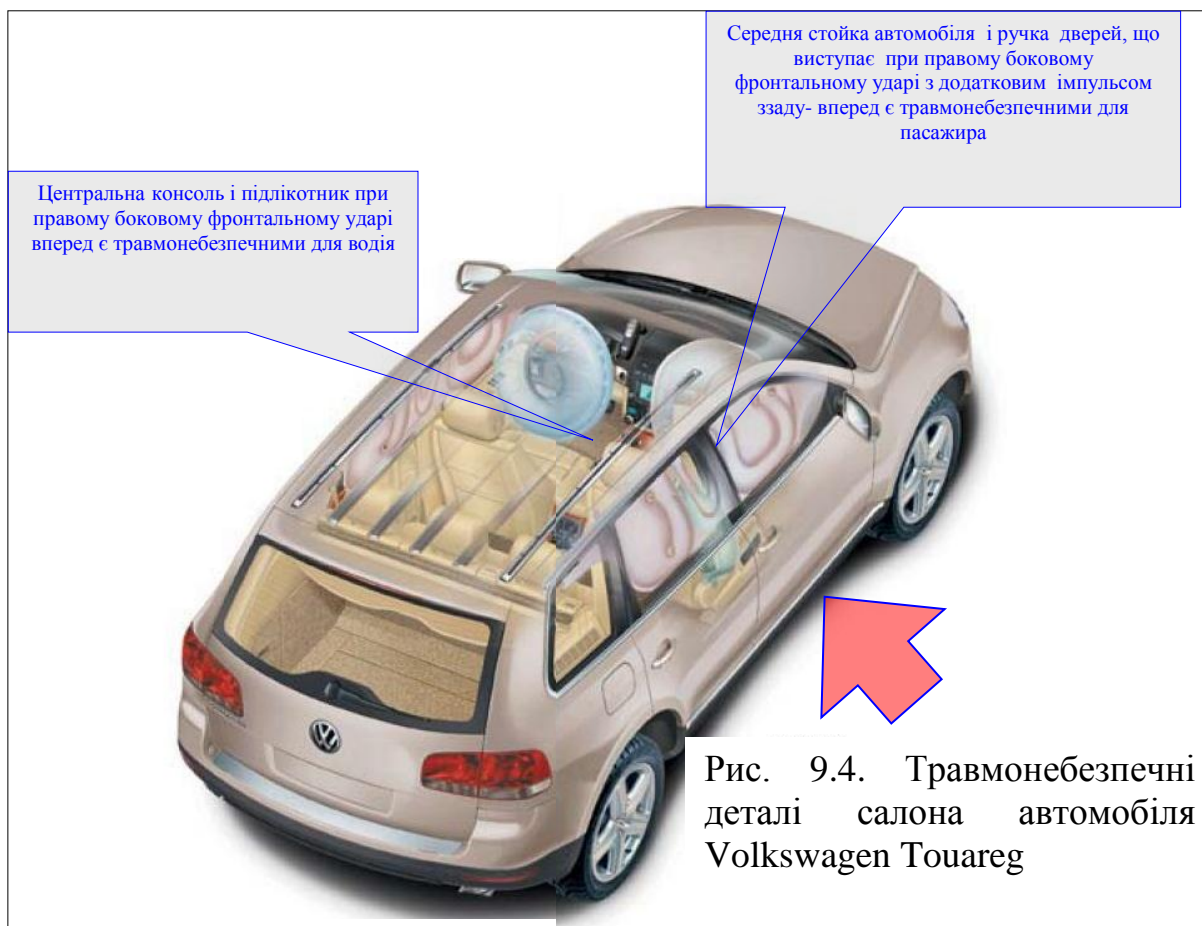 Середня стойка автомобіля і ручка дверей, що
виступає при правому боковому
фронтальному ударі з додатковим імпульсом
ззаду- вперед є травмонебезпечними для
пасажира
Центральна консоль і підлікотник при
правому боковому фронтальному ударі
вперед є травмонебезпечними для водія
Рис. 9.4. Травмонебезпечні
деталі салона автомобіля
Volkswagen Touareg